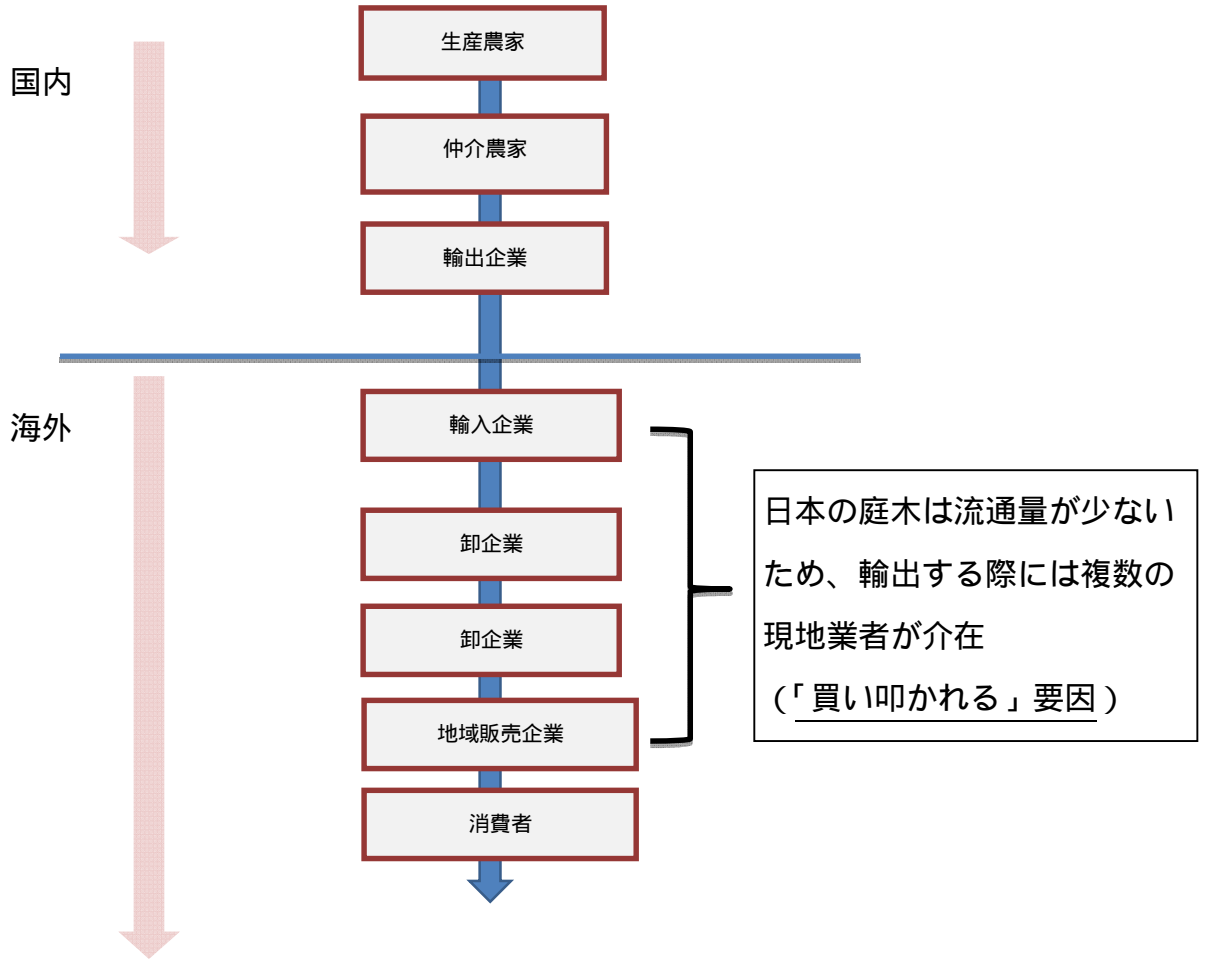 生産農家
国内
仲介農家
輸出企業
輸入企業
海外
日本の庭木は流通量が少ない
ため、輸出する際には複数の
現地業者が介在
(「買い叩かれる」要因)
卸企業
卸企業
地域販売企業
消費者